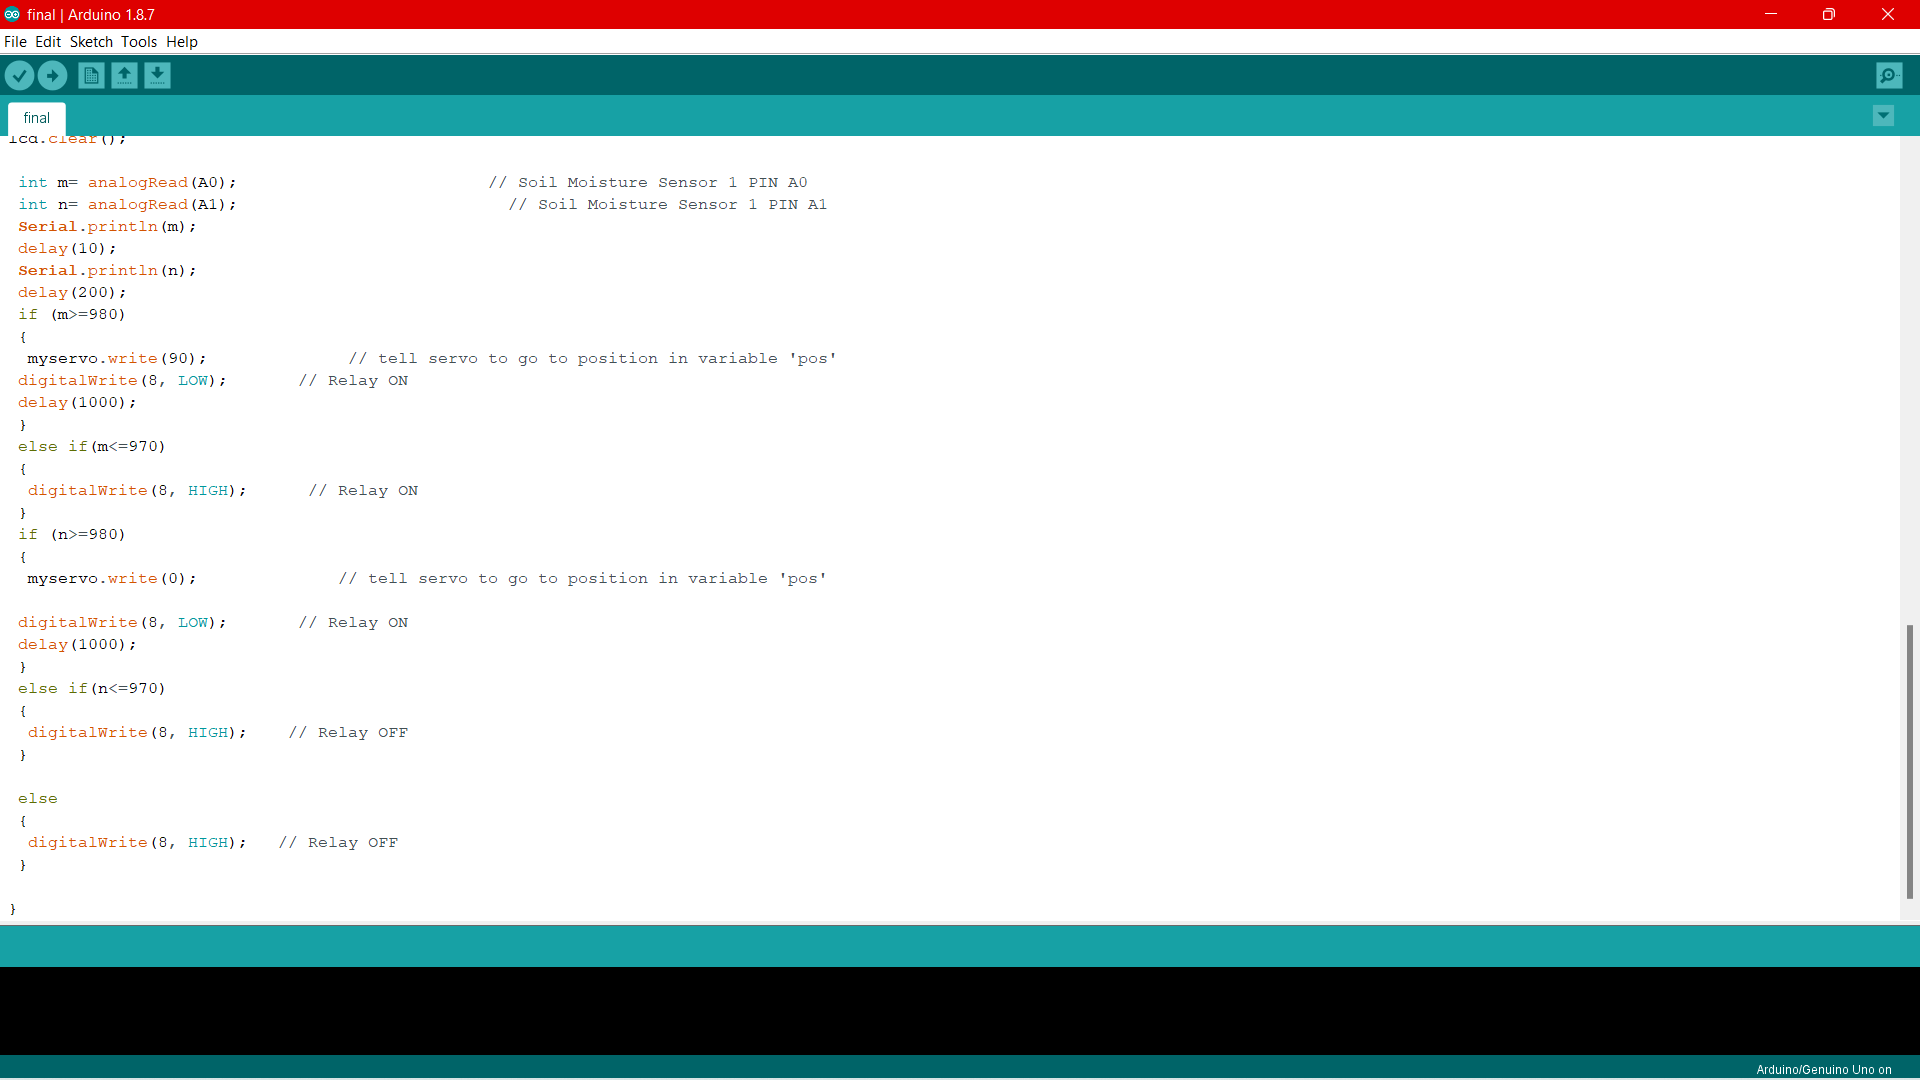 final | Arduino 1.8.7
File Edit Sketch Tools Help
final
lcd.clear();
int m= analogRead(A0); // Soil Moisture Sensor 1 PIN A0
int n= analogRead(A1); // Soil Moisture Sensor 1 PIN A1
Serial.println(m);
delay(10);
Serial.println(n);
delay(200);
if (m>=980)
{
myservo.write(90); // tell servo to go to position in variable 'pos'
digitalWrite(8, LOW); // Relay ON
delay(1000);
}
else if(m<=970)
{
digitalWrite(8, HIGH); // Relay ON
}
if (n>=980)
{
myservo.write(0); // tell servo to go to position in variable 'pos'
digitalWrite(8, LOW); // Relay ON
delay(1000);
}
else if(n<=970)
{
digitalWrite(8, HIGH); // Relay OFF
}
else
{
digitalWrite(8, HIGH); // Relay OFF
}
}
Arduino/Genuino Uno on